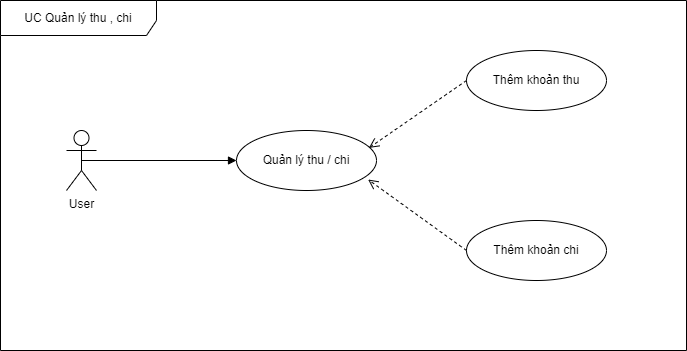 UC Quản lý thu , chi
Thêm khoản thu
Quản lý thu / chi
User
Thêm khoản chi